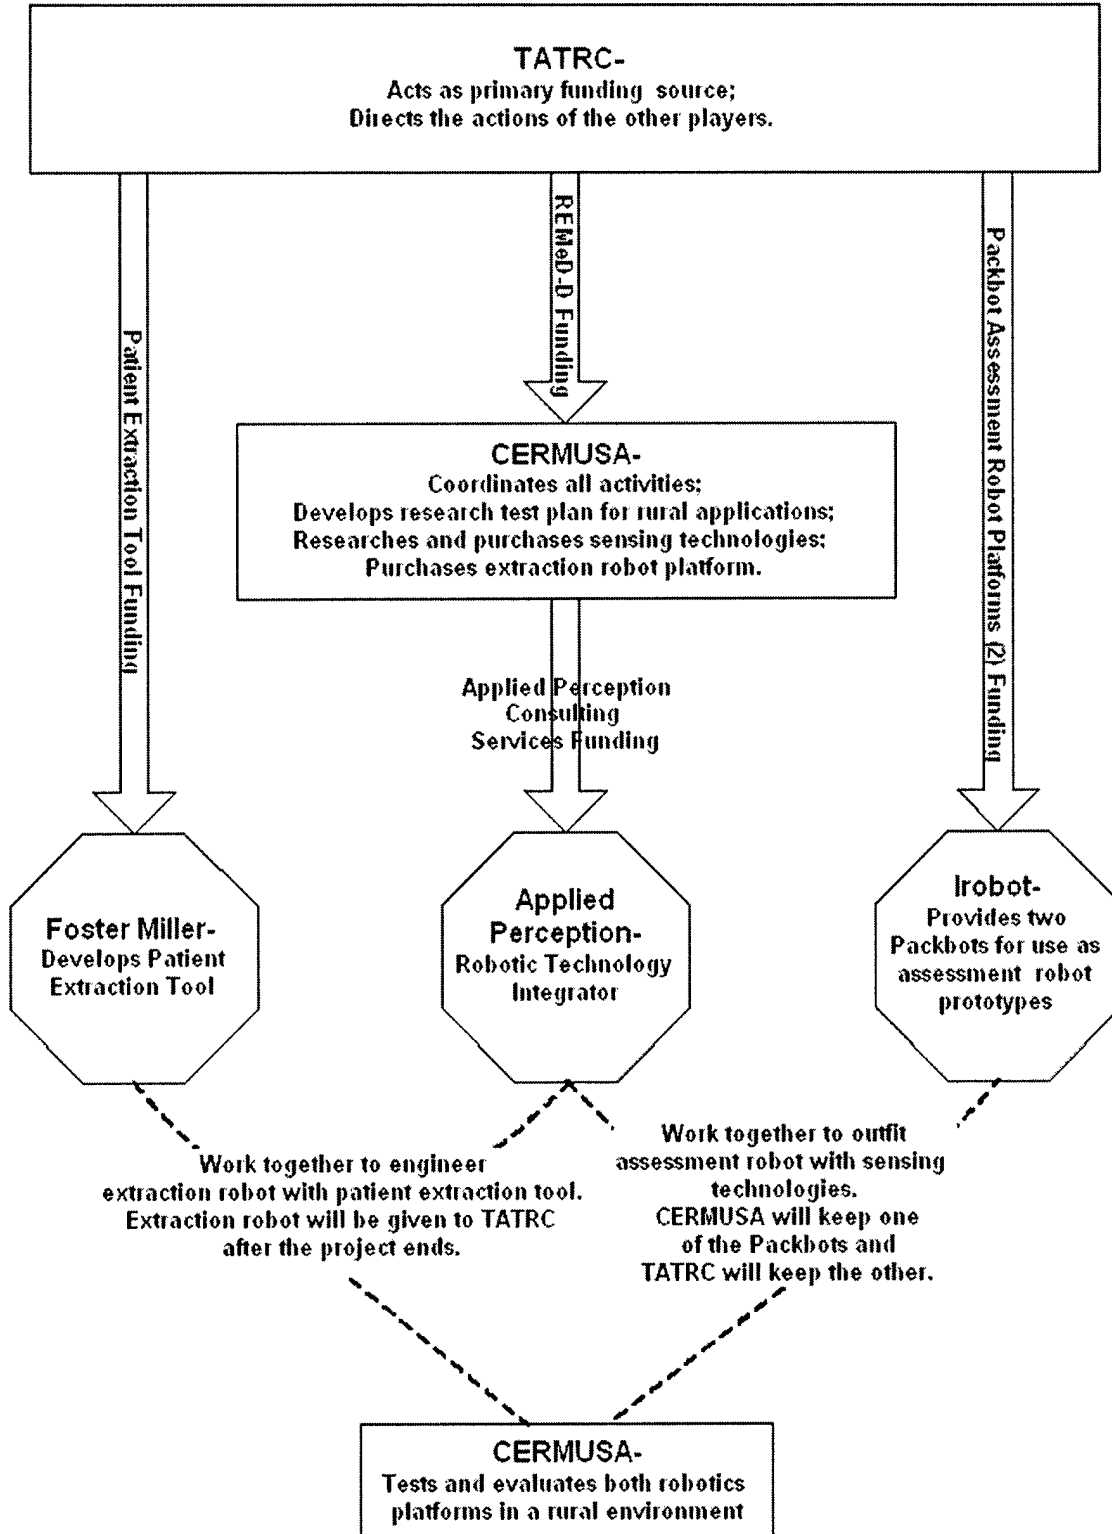 TATRC-
Acts as primary funding source;
Directs the actions of the other players.
Patient Extraction Tool Funding
REMeD-D Funding
Packbot Assessment Robot Platforms (2) Funding
CERMUSA-
Coordinates all activities;
Develops research test plan for rural applications;
Researches and purchases sensing technologies;
Purchases extraction robot platform.
Applied Perception
Consulting
Services Funding
Foster Miller-
Develops Patient
Extraction Tool
Applied
Perception-
Robotic Technology
Integrator
Irobot-
Provides two
Packbots for use as
assessment robot
prototypes
Work together to engineer
extraction robot with patient extraction tool.
Extraction robot will be given to TATRC
after the project ends.
Work together to outfit
assessment robot with sensing
technologies.
CERMUSA will keep one
of the Packbots and
TATRC will keep the other.
CERMUSA-
Tests and evaluates both robotics
platforms in a rural environment